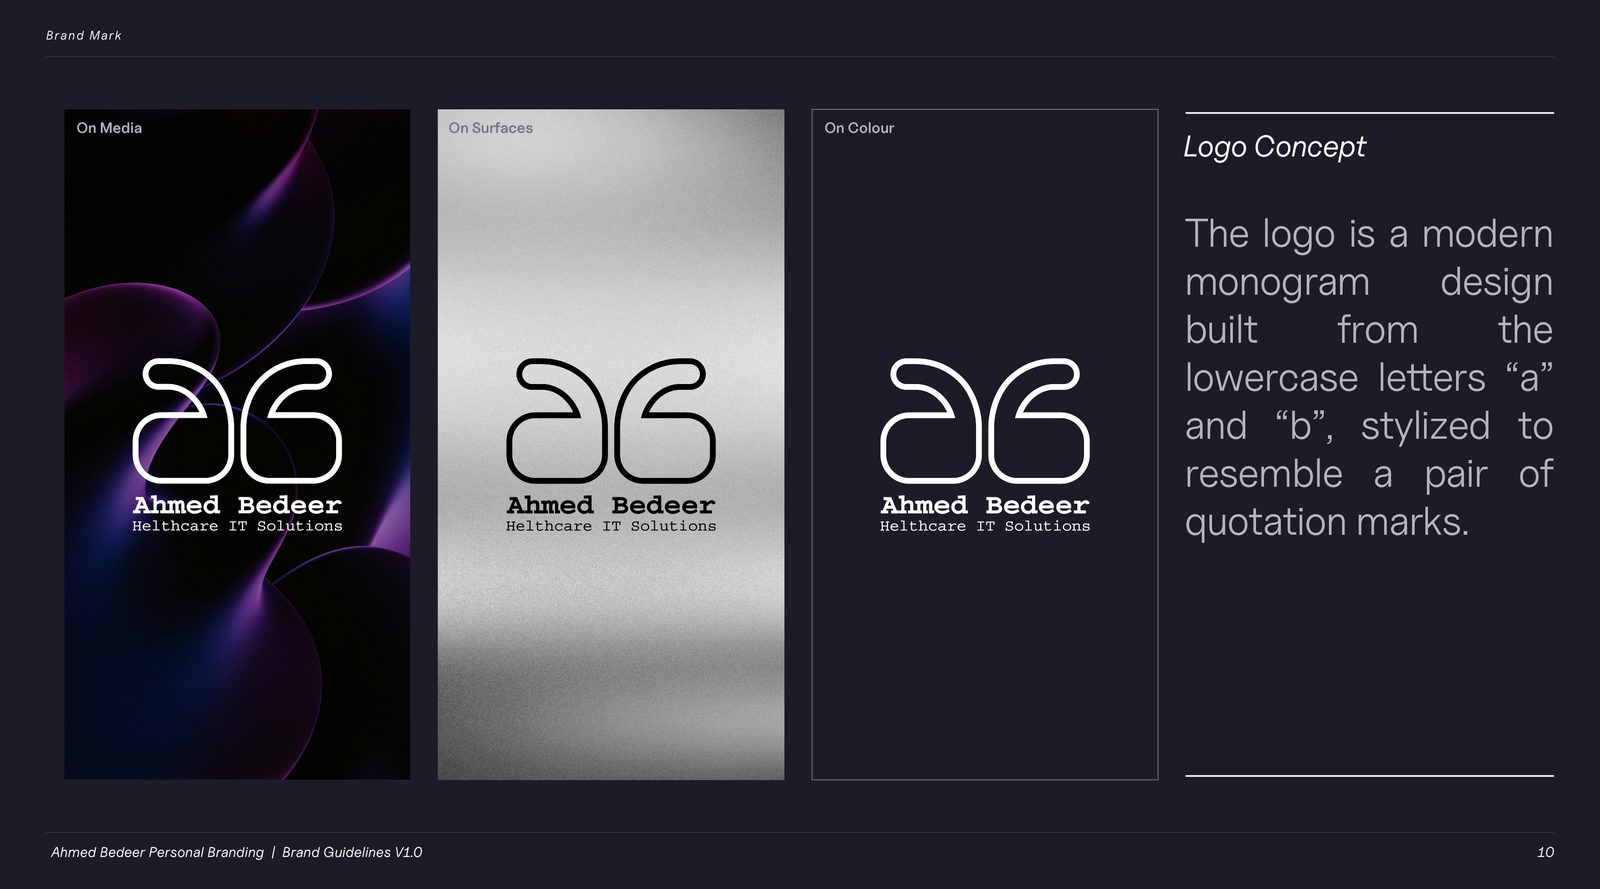 Brand Mark
On Media
Ahmed Bedeer
Helthcare IT Solutions
On Surfaces
Ahmed Bedeer
Helthcare IT Solutions
On Colour
Ahmed Bedeer
Helthcare IT Solutions
Logo Concept
The logo is a modern
monogram design
built from the
lowercase letters “a”
and “b”, stylized to
resemble a pair of
quotation marks.
Ahmed Bedeer Personal Branding | Brand Guidelines V1.0
10